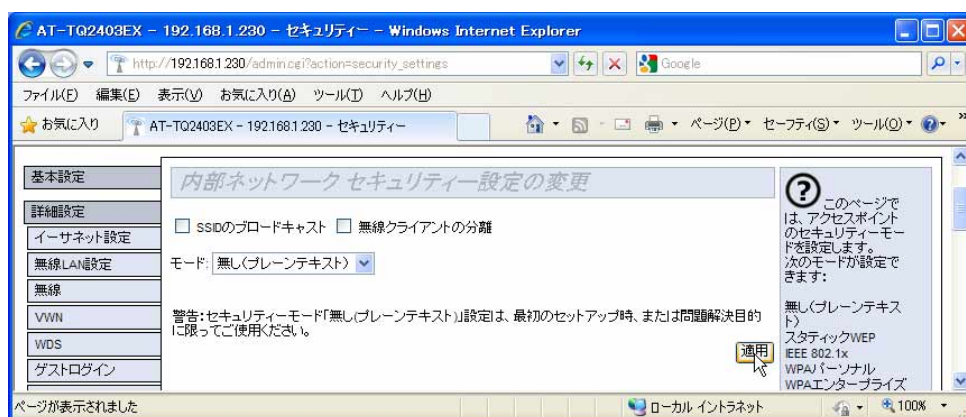 AT-TQ2403EX - 192.168.1.230 - セキュリティー - Windows Internet Explorer
http://192.168.1.230/admin.cgi?action=security_settings
Google
ファイル(F) 編集(E) 表示(V) お気に入り(A) ツール(T) ヘルプ(H)
お気に入り
AT-TQ2403EX - 192.168.1.230 - セキュリティー
ページ(P) セーフティ(S) ツール(O)
基本設定
詳細設定
イーサネット設定
無線LAN設定
無線
VWN
WDS
ゲストログイン
内部ネットワーク セキュリティー設定の変更
SSIDのブロードキャスト 無線クライアントの分離
モード: 無し(プレーンテキスト)
警告:セキュリティーモード「無し(プレーンテキスト)」設定は、最初のセットアップ時、または問題解決目的
に限ってご使用ください。
適用
このページで
は、アクセスポイント
のセキュリティーモー
ドを設定します。
次のモードが設定で
きます:
無し(プレーンテキス
ト)
スタティックWEP
IEEE 802.1x
WPAパーソナル
WPAエンタープライズ
ページが表示されました
ローカル イントラネット
100%